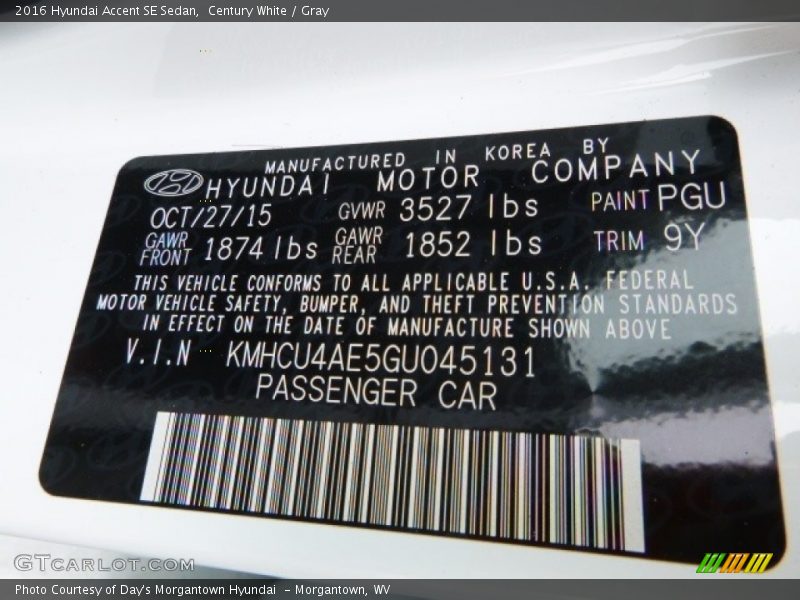 2016 Hyundai Accent SE Sedan,  Century White / Gray
MANUFACTURED IN KOREA BY
HYUNDAI MOTOR COMPANY
OCT/27/15 GVWR 3527 lbs PAINT PGU
GAWR FRONT 1874 lbs GAWR REAR 1852 lbs TRIM 9Y
THIS VEHICLE CONFORMS TO ALL APPLICABLE U.S.A. FEDERAL
MOTOR VEHICLE SAFETY, BUMPER, AND THEFT PREVENTION STANDARDS
IN EFFECT ON THE DATE OF MANUFACTURE SHOWN ABOVE
V.I.N KMHCU4AE5GU045131
PASSENGER CAR
GTCARLOT.COM
Photo Courtesy of Day's Morgantown Hyundai  - Morgantown, WV